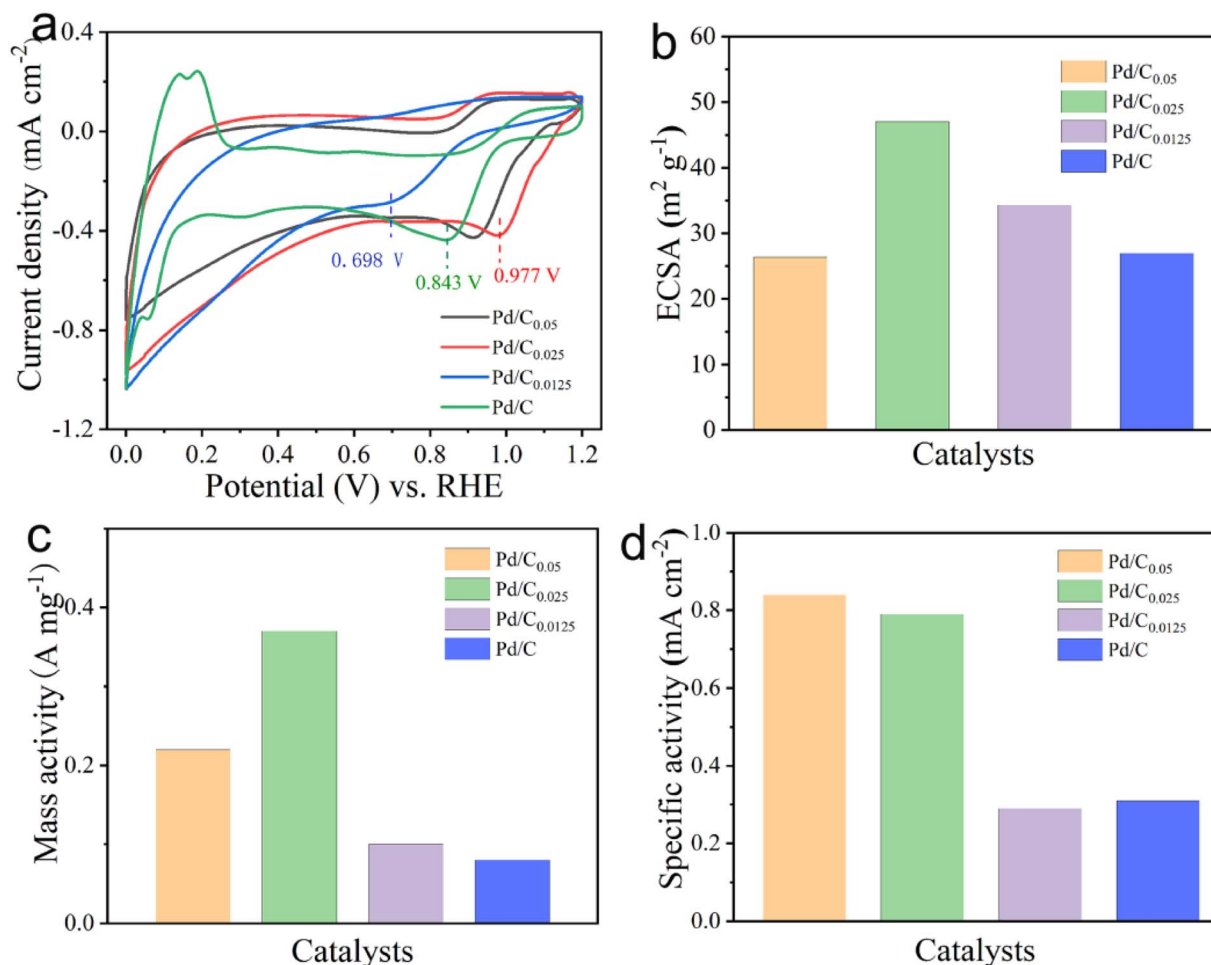 a
Current density (mA cm-2)
0.4
0.0
-0.4
-0.8
-1.2
0.698 V
0.843 V
0.977 V
Pd/C0.05
Pd/C0.025
Pd/C0.0125
Pd/C
0.0 0.2 0.4 0.6 0.8 1.0 1.2
Potential (V) vs. RHE
b
ECSA (m2 g-1)
60
50
40
30
20
10
0
Pd/C0.05
Pd/C0.025
Pd/C0.0125
Pd/C
Catalysts
c
Mass activity (A mg-1)
0.4
0.2
0.0
Pd/C0.05
Pd/C0.025
Pd/C0.0125
Pd/C
Catalysts
d
Specific activity (mA cm-2)
1.0
0.8
0.6
0.4
0.2
0.0
Pd/C0.05
Pd/C0.025
Pd/C0.0125
Pd/C
Catalysts